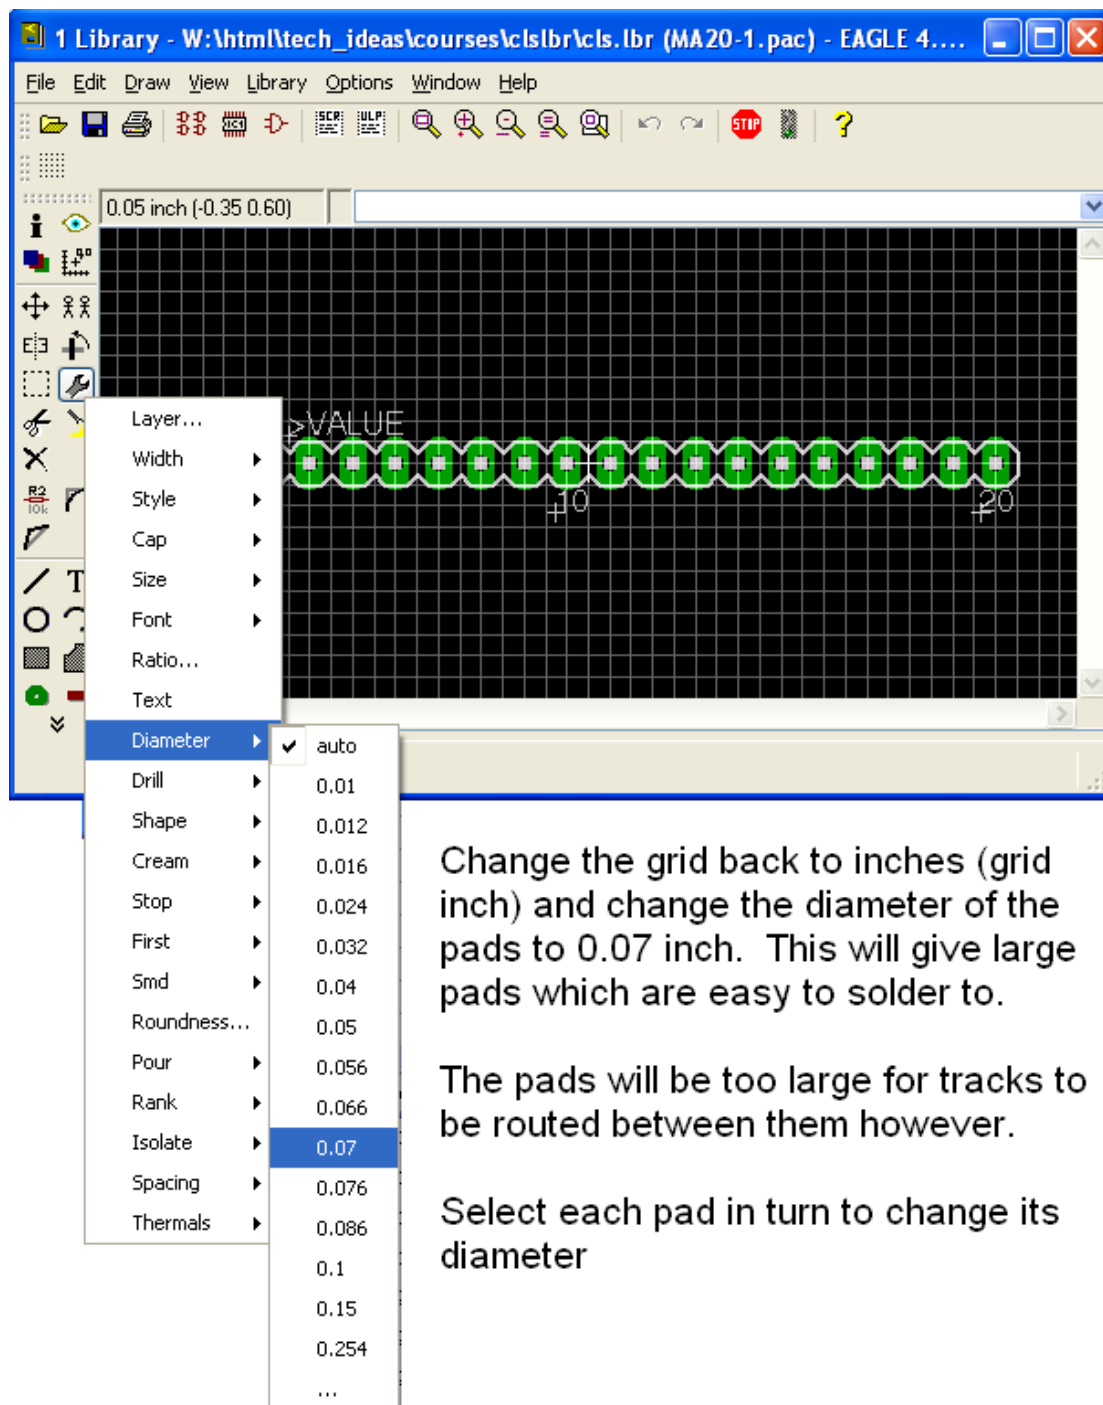 1 Library - W:\html\tech_ideas\courses\clslbr\cls.lbr (MA20-1.pac) - EAGLE 4....
File Edit Draw View Library Options Window Help
SCR ULP STOP ?
0.05 inch (-0.35 0.60)
R2
10k
T
>VALUE
10
20
Layer...
Width
Style
Cap
Size
Font
Ratio...
Text
Diameter
Drill
Shape
Cream
Stop
First
Smd
Roundness...
Pour
Rank
Isolate
Spacing
Thermals
auto
0.01
0.012
0.016
0.024
0.032
0.04
0.05
0.056
0.066
0.07
0.076
0.086
0.1
0.15
0.254
...
Change the grid back to inches (grid
inch) and change the diameter of the
pads to 0.07 inch. This will give large
pads which are easy to solder to.
The pads will be too large for tracks to
be routed between them however.
Select each pad in turn to change its
diameter